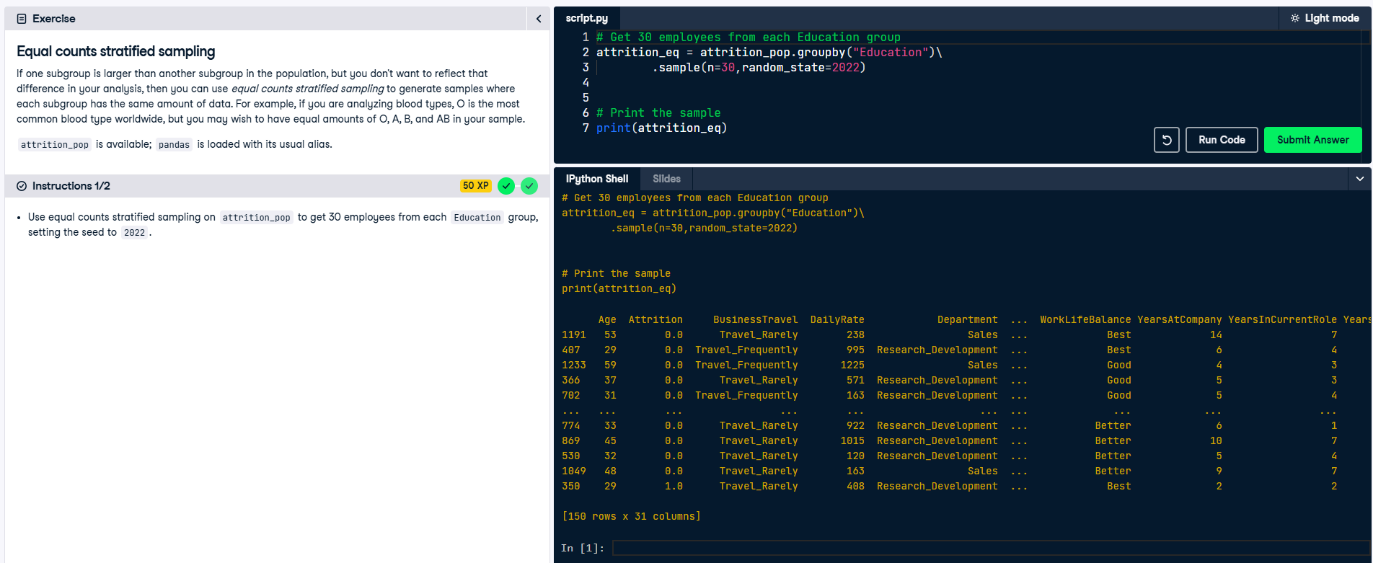 Exercise
Equal counts stratified sampling
If one subgroup is larger than another subgroup in the population, but you don't want to reflect that
difference in your analysis, then you can use equal counts stratified sampling to generate samples where
each subgroup has the same amount of data. For example, if you are analyzing blood types, O is the most
common blood type worldwide, but you may wish to have equal amounts of O, A, B, and AB in your sample.
attrition_pop is available; pandas is loaded with its usual alias.
Instructions 1/2 50 XP
• Use equal counts stratified sampling on attrition_pop to get 30 employees from each Education group,
setting the seed to 2022.
script.py Light mode
1 # Get 30 employees from each Education group
2 attrition_eq = attrition_pop.groupby("Education")\
3 .sample(n=30,random_state=2022)
4
5
6 # Print the sample
7 print(attrition_eq)
Run Code Submit Answer
IPython Shell Slides
# Get 30 employees from each Education group
attrition_eq = attrition_pop.groupby("Education")\
.sample(n=30,random_state=2022)
# Print the sample
print(attrition_eq)
Age Attrition BusinessTravel DailyRate Department ... WorkLifeBalance YearsAtCompany YearsInCurrentRole Years
1191 53 0.0 Travel_Rarely 238 Sales ... Best 14 7
407 29 0.0 Travel_Frequently 995 Research_Development ... Best 6 4
1233 59 0.0 Travel_Frequently 1225 Sales ... Good 4 3
366 37 0.0 Travel_Rarely 571 Research_Development ... Good 5 3
702 31 0.0 Travel_Frequently 163 Research_Development ... Good 5 4
... ... ... ... ... ... ... ... ... ...
774 33 0.0 Travel_Rarely 922 Research_Development ... Better 6 1
869 45 0.0 Travel_Rarely 1015 Research_Development ... Better 10 7
530 32 0.0 Travel_Rarely 120 Research_Development ... Better 5 4
1049 48 0.0 Travel_Rarely 163 Sales ... Better 9 7
350 29 1.0 Travel_Rarely 408 Research_Development ... Best 2 2
[150 rows x 31 columns]
In [1]: